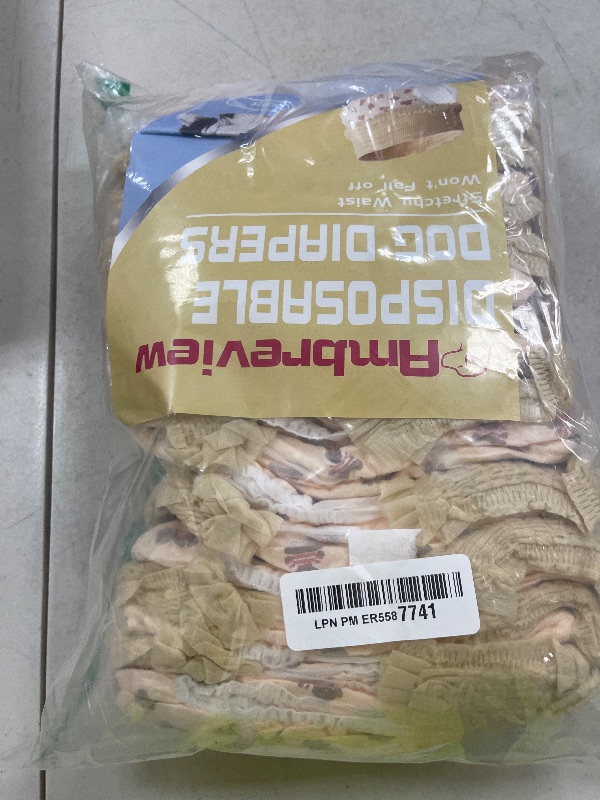 Ambreview
DISPOSABLE
DOG DIAPERS
Stretchy Waist
Won't Fall off
LPN PM ER5587741